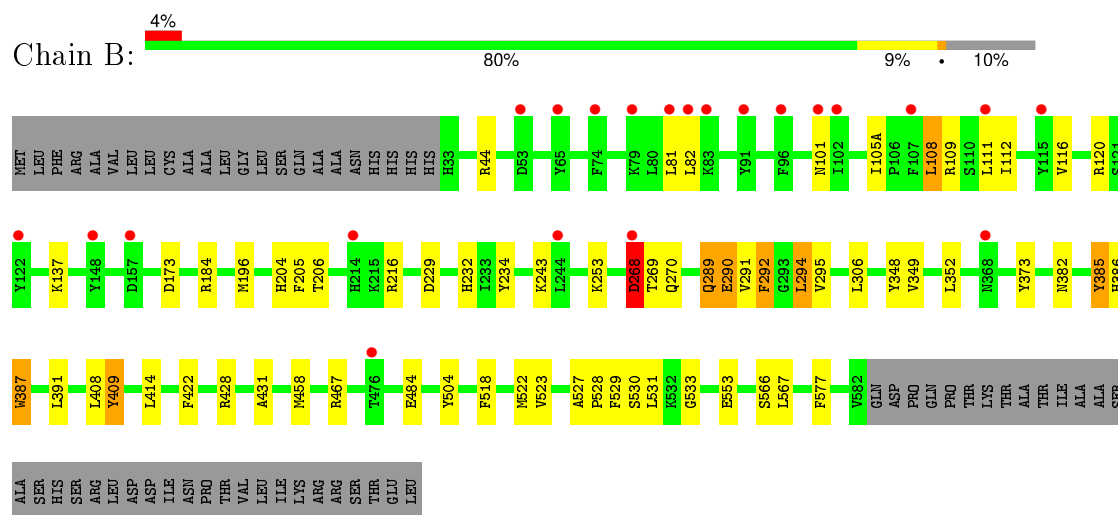 4%
Chain B:
80% 9% • 10%
MET LEU PHE ARG ALA VAL LEU LEU CYS ALA ALA LEU GLY LEU SER GLN ALA ALA ASN HIS HIS HIS HIS H33 R44 D53 Y65 F74 K79 L80 L81 L82 K83 Y91 F96 N101 I102 I105A P106 F107 L108 R109 S110 L111 I112 Y115 V116 R120 S121
Y122 K137 Y148 D157 D173 R184 M196 H204 F205 T206 H214 K215 R216 D229 H232 I233 Y234 K243 L244 K253 D268 T269 Q270 Q289 E290 V291 F292 G293 L294 V295 L306 Y348 V349 L352 N368 Y373 N382 Y385 H386
W387 L391 L408 Y409 L414 F422 R428 A431 M458 R467 T476 E484 Y504 F518 M522 V523 A527 P528 F529 S530 L531 K532 G533 E553 S566 L567 F577 V582 GLN ASP PRO GLN PRO THR LYS THR ALA THR ILE ALA ALA SER
ALA SER HIS SER ARG LEU ASP ASP ILE ASN PRO THR VAL LEU ILE LYS ARG ARG SER THR GLU LEU